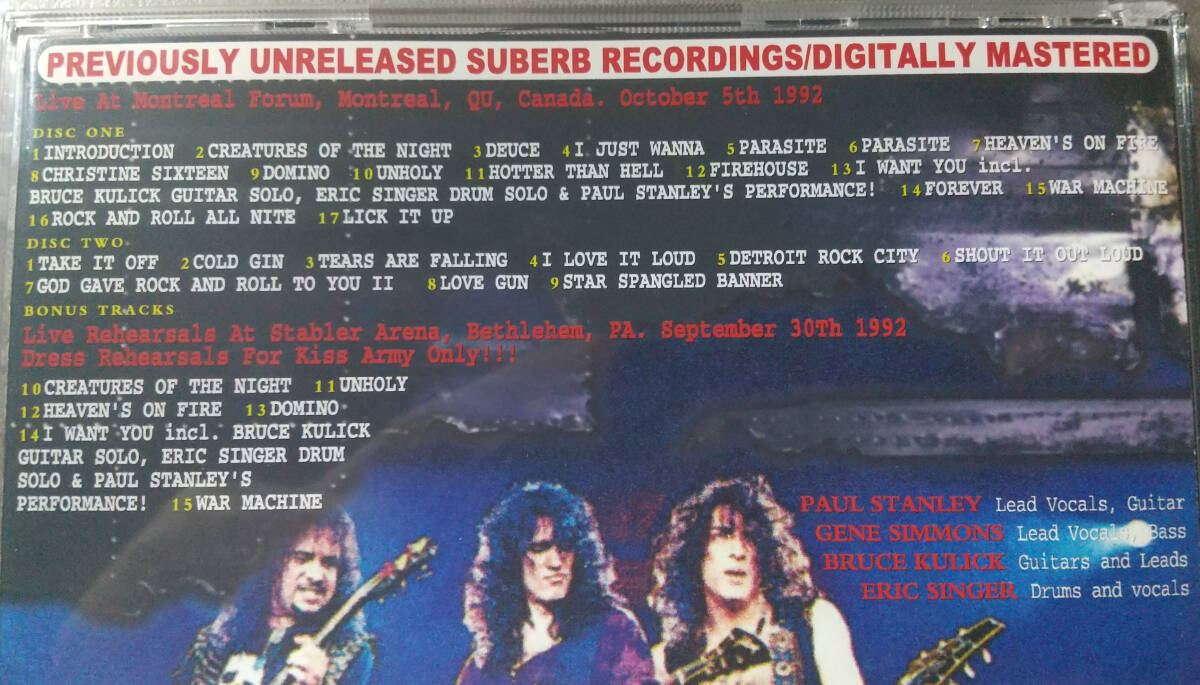 PREVIOUSLY UNRELEASED SUBERB RECORDINGS/DIGITALLY MASTERED
Live At Montreal Forum, Montreal, QU, Canada. October 5th 1992
DISC ONE
1 INTRODUCTION 2 CREATURES OF THE NIGHT 3 DEUCE 4 I JUST WANNA 5 PARASITE 6 PARASITE 7 HEAVEN'S ON FIRE
8 CHRISTINE SIXTEEN 9 DOMINO 10 UNHOLY 11 HOTTER THAN HELL 12 FIREHOUSE 13 I WANT YOU incl.
BRUCE KULICK GUITAR SOLO, ERIC SINGER DRUM SOLO & PAUL STANLEY'S PERFORMANCE! 14 FOREVER 15 WAR MACHINE
16 ROCK AND ROLL ALL NITE 17 LICK IT UP
DISC TWO
1 TAKE IT OFF 2 COLD GIN 3 TEARS ARE FALLING 4 I LOVE IT LOUD 5 DETROIT ROCK CITY 6 SHOUT IT OUT LOUD
7 GOD GAVE ROCK AND ROLL TO YOU II 8 LOVE GUN 9 STAR SPANGLED BANNER
BONUS TRACKS
Live Rehearsals At Stabler Arena, Bethlehem, PA. September 30Th 1992
Dress Rehearsals For Kiss Army Only!!!
10 CREATURES OF THE NIGHT 11 UNHOLY
12 HEAVEN'S ON FIRE 13 DOMINO
14 I WANT YOU incl. BRUCE KULICK
GUITAR SOLO, ERIC SINGER DRUM
SOLO & PAUL STANLEY'S
PERFORMANCE! 15 WAR MACHINE
PAUL STANLEY Lead Vocals, Guitar
GENE SIMMONS Lead Vocals, Bass
BRUCE KULICK Guitars and Leads
ERIC SINGER Drums and vocals